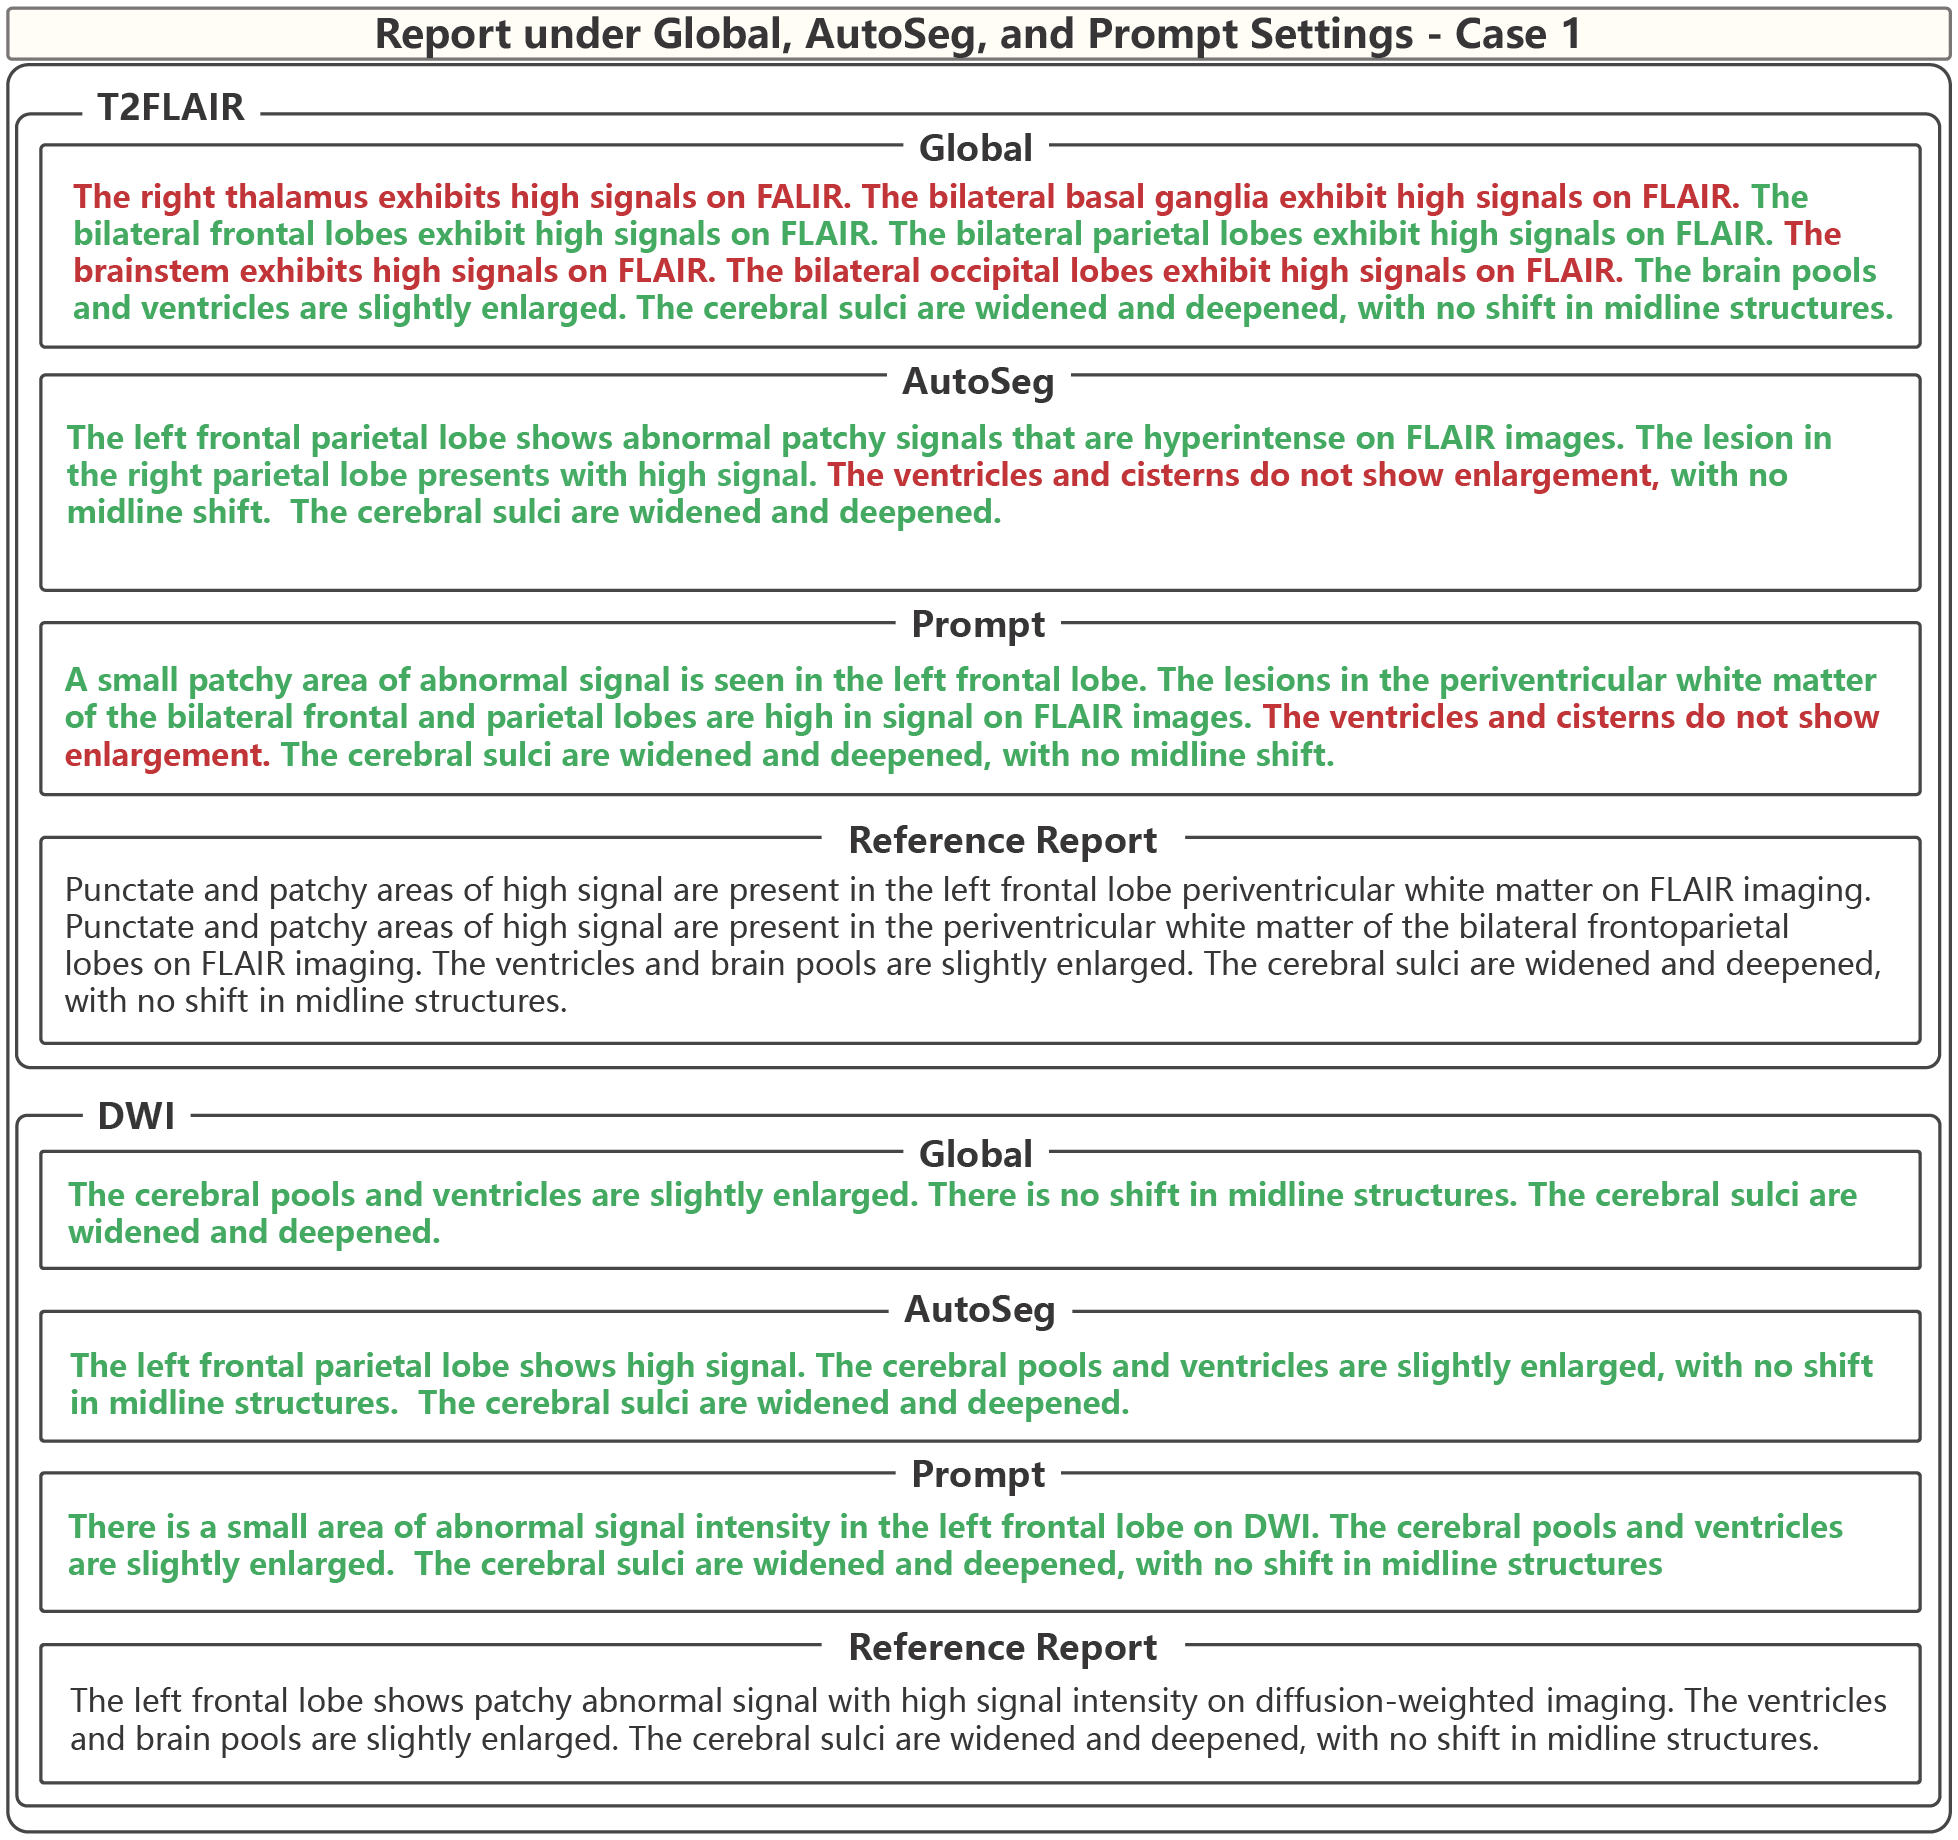 Report under Global, AutoSeg, and Prompt Settings - Case 1
T2FLAIR
Global
The right thalamus exhibits high signals on FALIR. The bilateral basal ganglia exhibit high signals on FLAIR. The
bilateral frontal lobes exhibit high signals on FLAIR. The bilateral parietal lobes exhibit high signals on FLAIR. The
brainstem exhibits high signals on FLAIR. The bilateral occipital lobes exhibit high signals on FLAIR. The brain pools
and ventricles are slightly enlarged. The cerebral sulci are widened and deepened, with no shift in midline structures.
AutoSeg
The left frontal parietal lobe shows abnormal patchy signals that are hyperintense on FLAIR images. The lesion in
the right parietal lobe presents with high signal. The ventricles and cisterns do not show enlargement, with no
midline shift.  The cerebral sulci are widened and deepened.
Prompt
A small patchy area of abnormal signal is seen in the left frontal lobe. The lesions in the periventricular white matter
of the bilateral frontal and parietal lobes are high in signal on FLAIR images. The ventricles and cisterns do not show
enlargement. The cerebral sulci are widened and deepened, with no midline shift.
Reference Report
Punctate and patchy areas of high signal are present in the left frontal lobe periventricular white matter on FLAIR imaging.
Punctate and patchy areas of high signal are present in the periventricular white matter of the bilateral frontoparietal
lobes on FLAIR imaging. The ventricles and brain pools are slightly enlarged. The cerebral sulci are widened and deepened,
with no shift in midline structures.
DWI
Global
The cerebral pools and ventricles are slightly enlarged. There is no shift in midline structures. The cerebral sulci are
widened and deepened.
AutoSeg
The left frontal parietal lobe shows high signal. The cerebral pools and ventricles are slightly enlarged, with no shift
in midline structures.  The cerebral sulci are widened and deepened.
Prompt
There is a small area of abnormal signal intensity in the left frontal lobe on DWI. The cerebral pools and ventricles
are slightly enlarged.  The cerebral sulci are widened and deepened, with no shift in midline structures
Reference Report
The left frontal lobe shows patchy abnormal signal with high signal intensity on diffusion-weighted imaging. The ventricles
and brain pools are slightly enlarged. The cerebral sulci are widened and deepened, with no shift in midline structures.